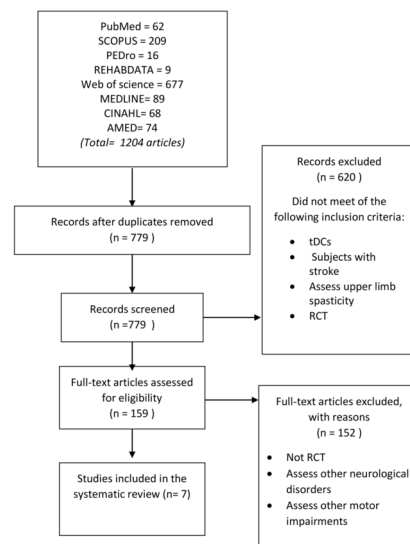 PubMed = 62
SCOPUS = 209
PEDro = 16
REHABDATA = 9
Web of science = 677
MEDLINE= 89
CINAHL= 68
AMED= 74
(Total=  1204 articles)
Records after duplicates removed
(n = 779 )
Records screened
(n =779  )
Records excluded
(n = 620 )
Did not meet of the
following inclusion criteria:
• tDCs
• Subjects with
stroke
• Assess upper limb
spasticity
• RCT
Full-text articles assessed
for eligibility
(n = 159 )
Full-text articles excluded,
with reasons
(n = 152 )
• Not RCT
• Assess other neurological
disorders
• Assess other motor
impairments
Studies included in the
systematic review (n= 7)